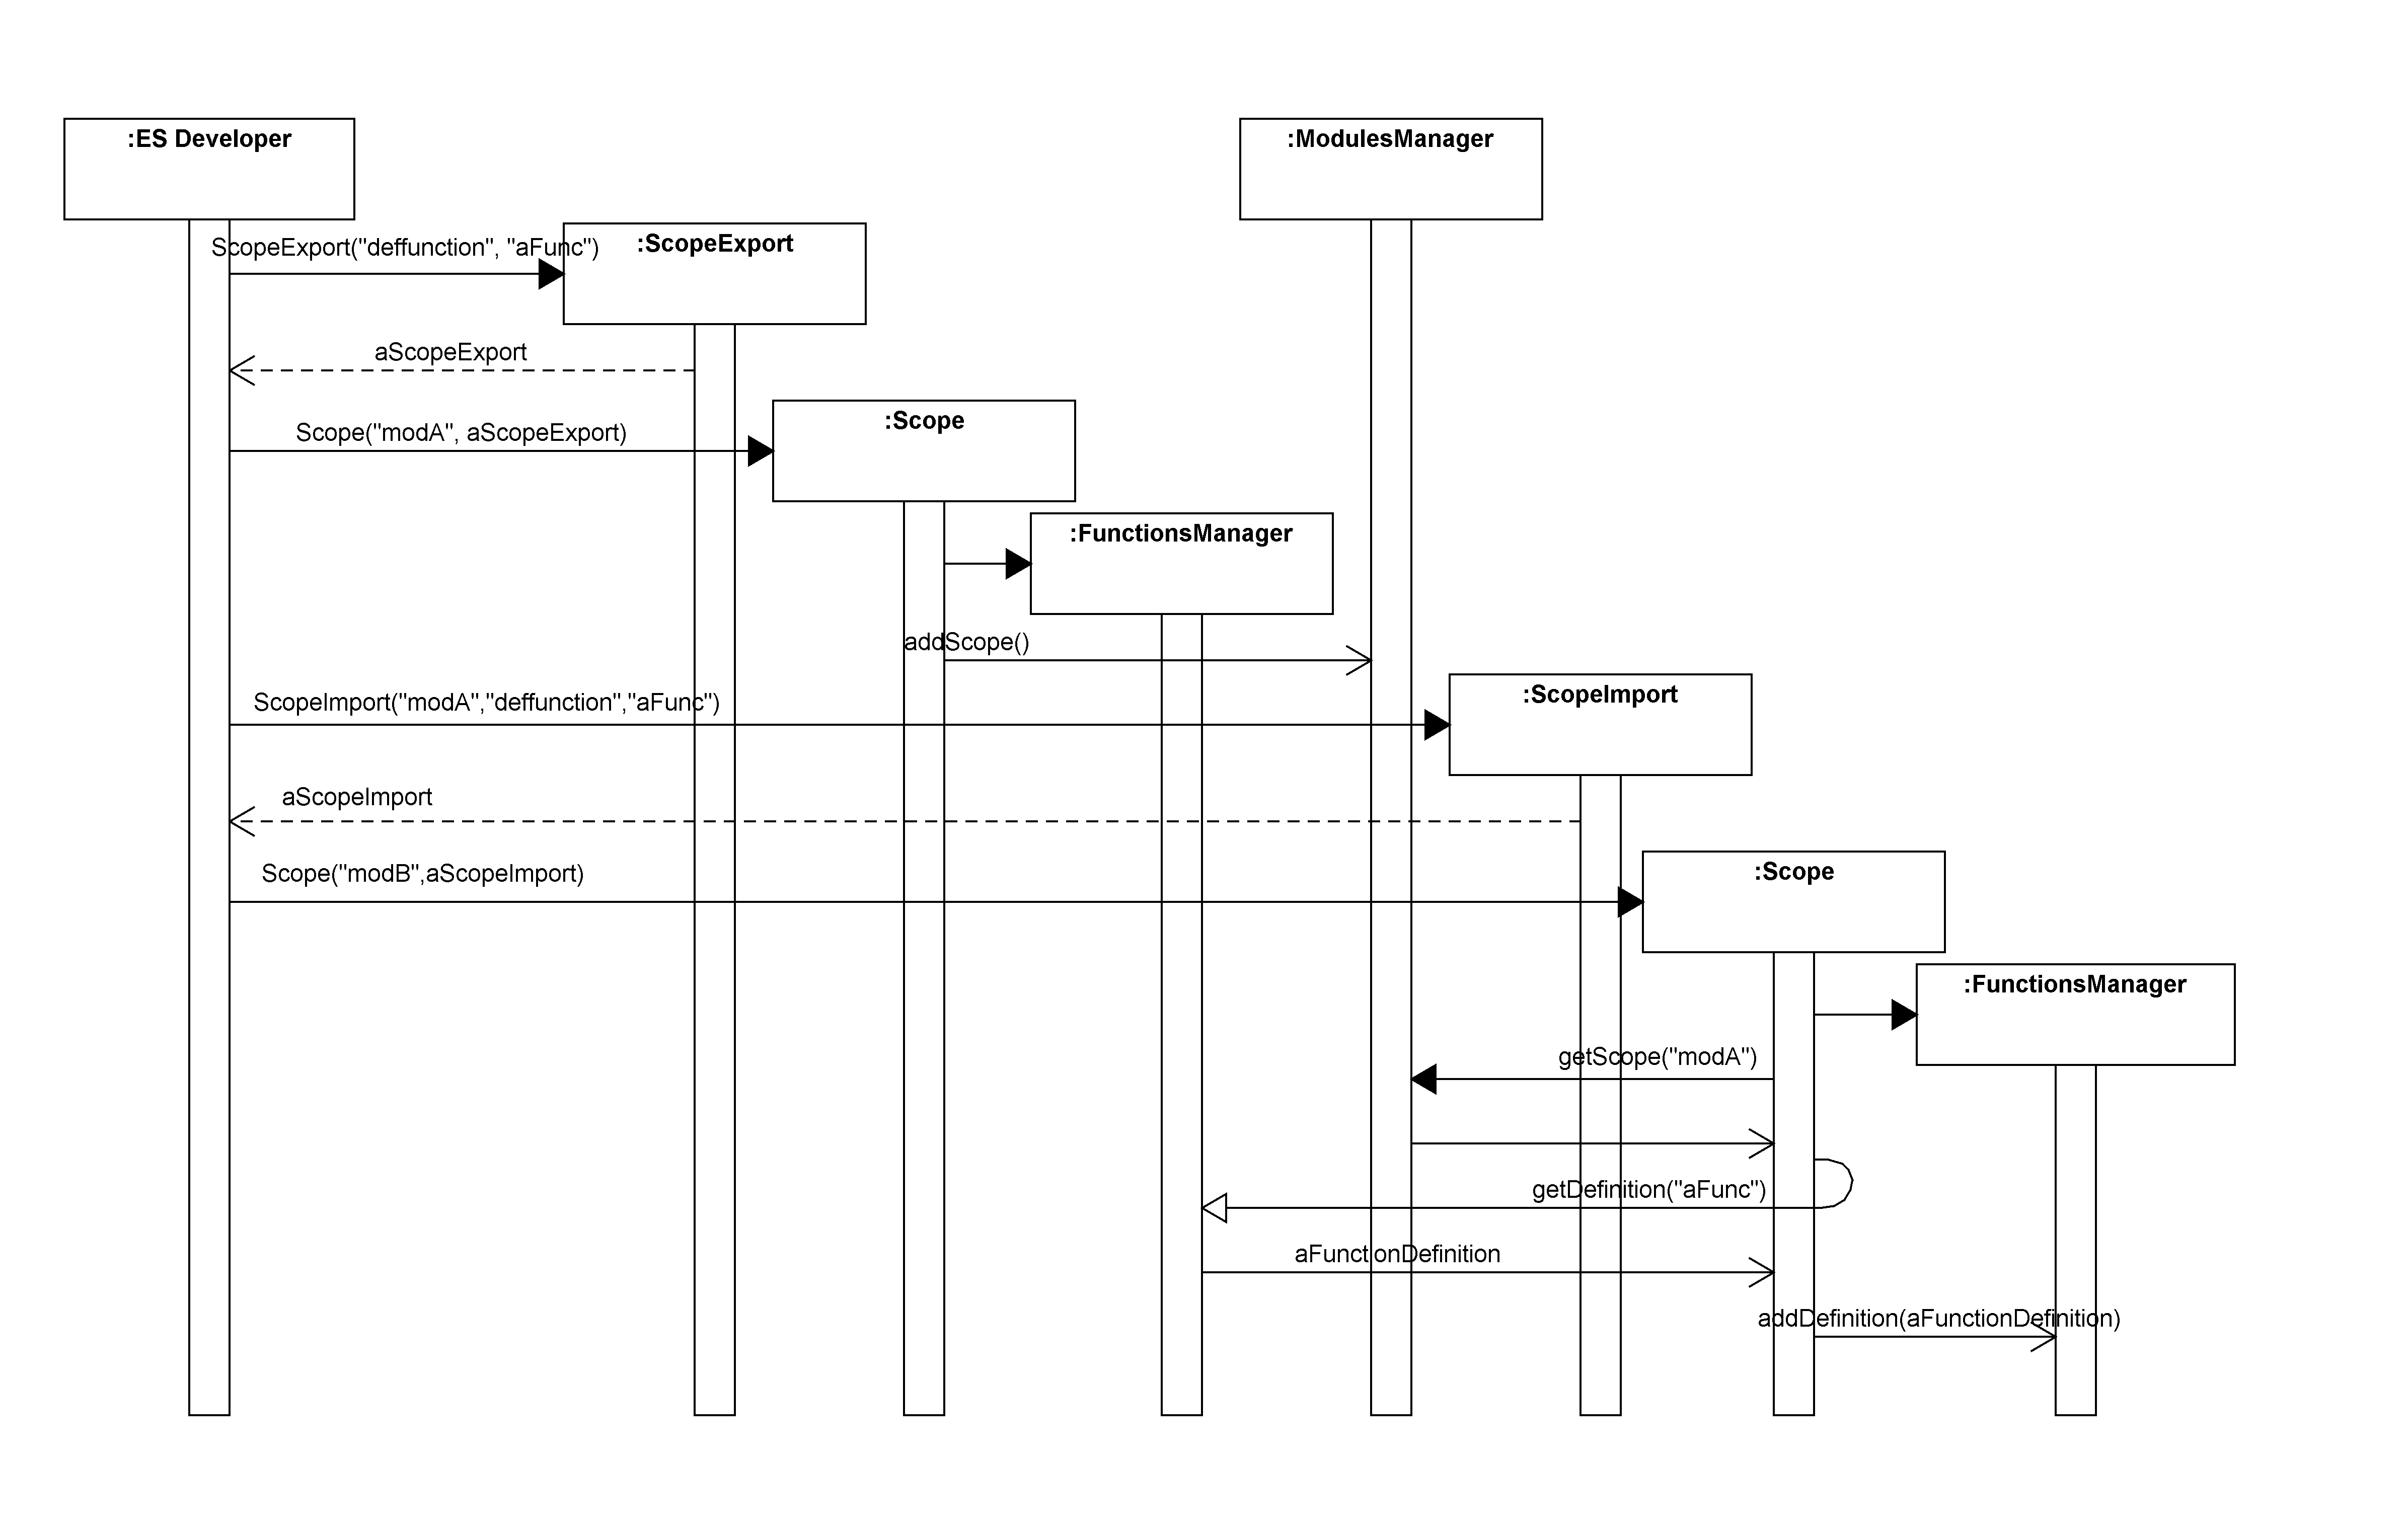 :ES Developer
:ModulesManager
ScopeExport("deffunction", "aFunc")
:ScopeExport
aScopeExport
Scope("modA", aScopeExport)
:Scope
:FunctionsManager
addScope()
ScopeImport("modA","deffunction","aFunc")
:ScopeImport
aScopeImport
Scope("modB",aScopeImport)
:Scope
:FunctionsManager
getScope("modA")
getDefinition("aFunc")
aFunctionDefinition
addDefinition(aFunctionDefinition)